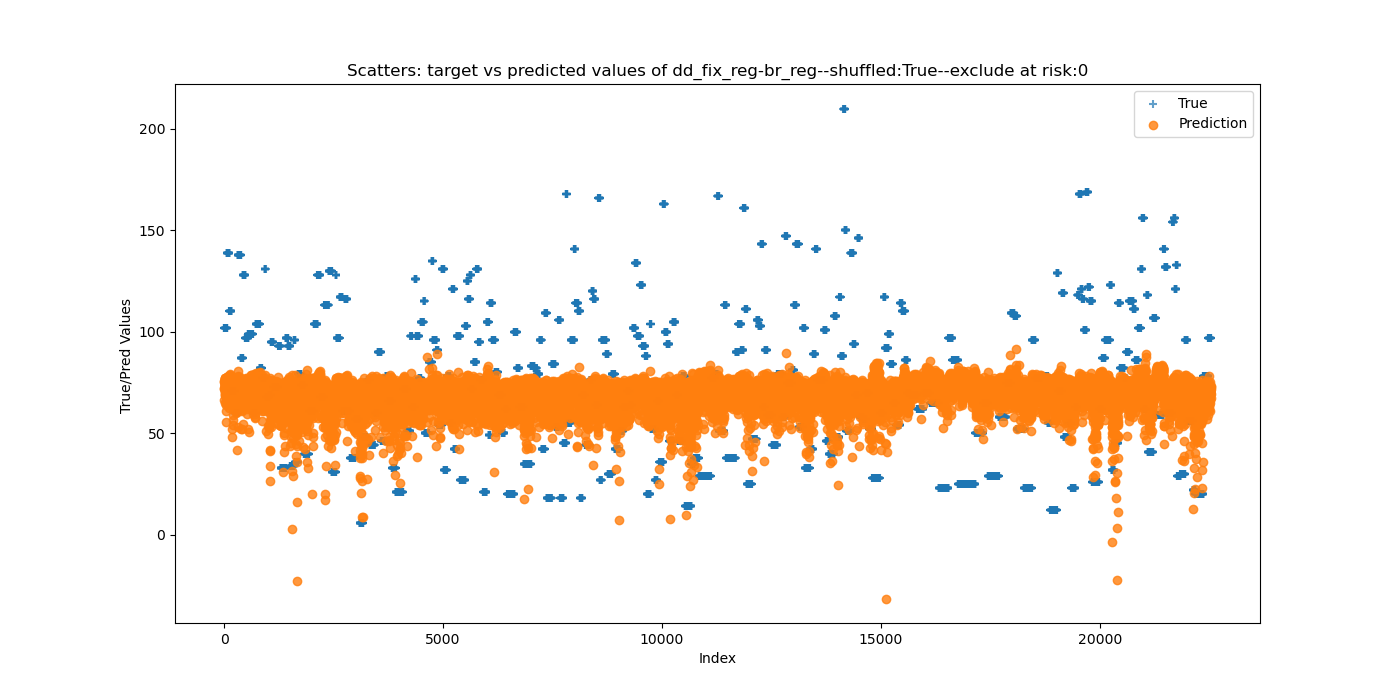 Scatters: target vs predicted values of dd_fix_reg-br_reg--shuffled:True--exclude at risk:0
True
Prediction
True/Pred Values
200
150
100
50
0
0
5000
10000
15000
20000
Index